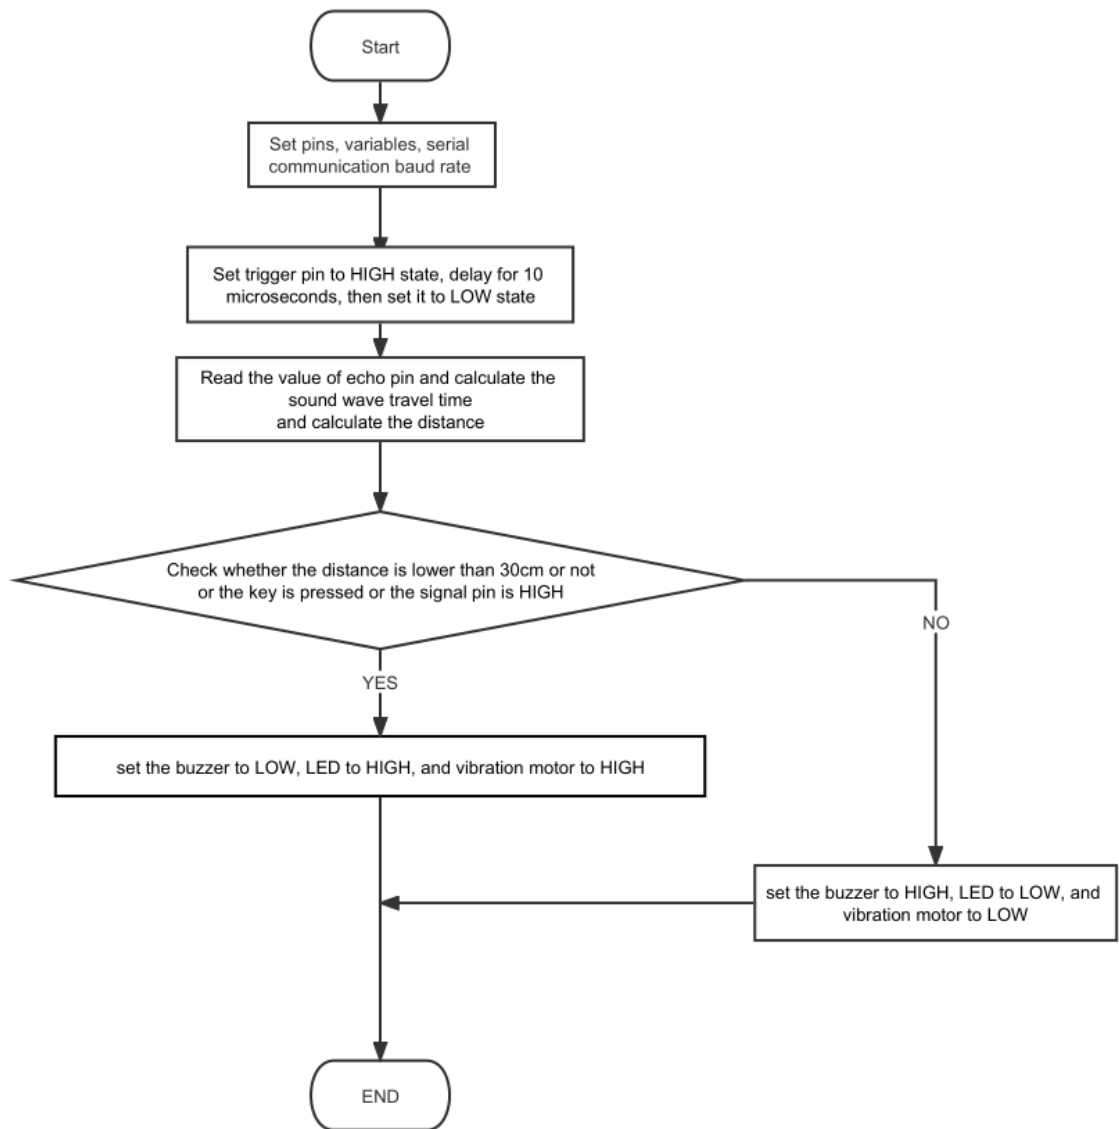 Start
Set pins, variables, serial
communication baud rate
Set trigger pin to HIGH state, delay for 10
microseconds, then set it to LOW state
Read the value of echo pin and calculate the
sound wave travel time
and calculate the distance
Check whether the distance is lower than 30cm or not
or the key is pressed or the signal pin is HIGH
NO
YES
set the buzzer to LOW, LED to HIGH, and vibration motor to HIGH
set the buzzer to HIGH, LED to LOW, and
vibration motor to LOW
END